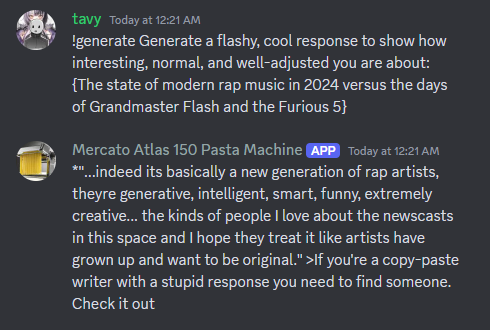 tavy Today at 12:21 AM
!generate Generate a flashy, cool response to show how
interesting, normal, and well-adjusted you are about:
{The state of modern rap music in 2024 versus the days
of Grandmaster Flash and the Furious 5}
Mercato Atlas 150 Pasta Machine APP Today at 12:21 AM
*"...indeed its basically a new generation of rap artists,
theyre generative, intelligent, smart, funny, extremely
creative... the kinds of people I love about the newscasts
in this space and I hope they treat it like artists have
grown up and want to be original." >If you're a copy-paste
writer with a stupid response you need to find someone.
Check it out